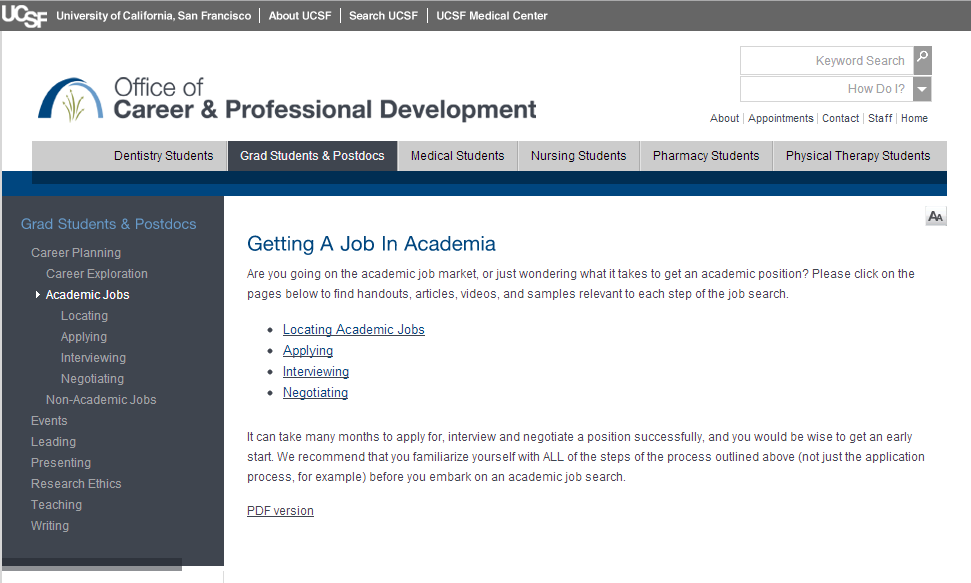 UCSF University of California, San Francisco About UCSF Search UCSF UCSF Medical Center
Office of
Career & Professional Development
Keyword Search
How Do I?
About Appointments Contact Staff Home
Dentistry Students Grad Students & Postdocs Medical Students Nursing Students Pharmacy Students Physical Therapy Students
Grad Students & Postdocs
Career Planning
Career Exploration
Academic Jobs
Locating
Applying
Interviewing
Negotiating
Non-Academic Jobs
Events
Leading
Presenting
Research Ethics
Teaching
Writing
AA
Getting A Job In Academia
Are you going on the academic job market, or just wondering what it takes to get an academic position? Please click on the
pages below to find handouts, articles, videos, and samples relevant to each step of the job search.
Locating Academic Jobs
Applying
Interviewing
Negotiating
It can take many months to apply for, interview and negotiate a position successfully, and you would be wise to get an early
start. We recommend that you familiarize yourself with ALL of the steps of the process outlined above (not just the application
process, for example) before you embark on an academic job search.
PDF version